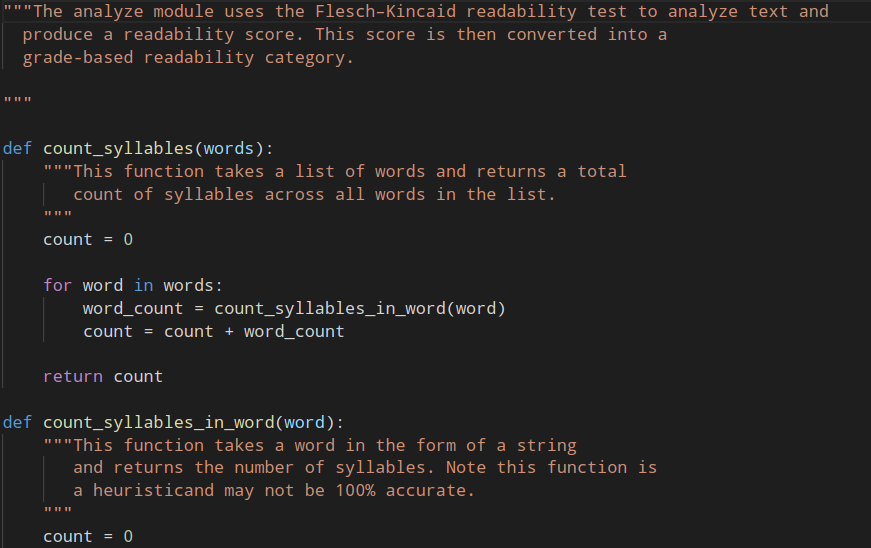 """The analyze module uses the Flesch–Kincaid readability test to analyze text and
produce a readability score. This score is then converted into a
grade-based readability category.
"""
def count_syllables(words):
"""This function takes a list of words and returns a total
count of syllables across all words in the list.
"""
count = 0
for word in words:
word_count = count_syllables_in_word(word)
count = count + word_count
return count
def count_syllables_in_word(word):
"""This function takes a word in the form of a string
and returns the number of syllables. Note this function is
a heuristicand may not be 100% accurate.
"""
count = 0